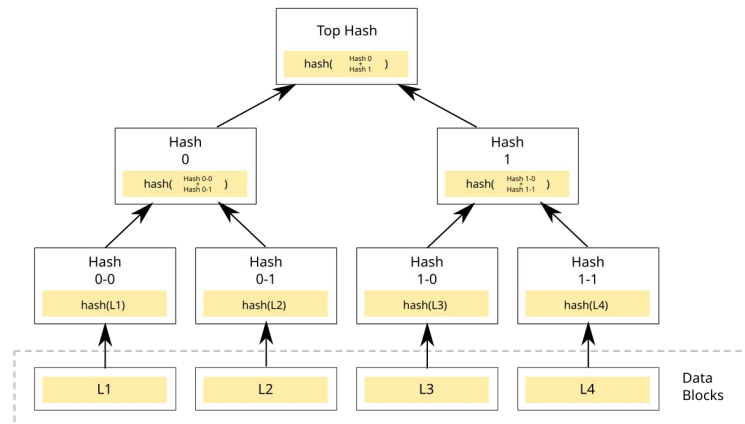 Top Hash
hash( Hash 0 + Hash 1 )
Hash
0
hash( Hash 0-0 + Hash 0-1 )
Hash
1
hash( Hash 1-0 + Hash 1-1 )
Hash
0-0
hash(L1)
Hash
0-1
hash(L2)
Hash
1-0
hash(L3)
Hash
1-1
hash(L4)
L1
L2
L3
L4
Data
Blocks